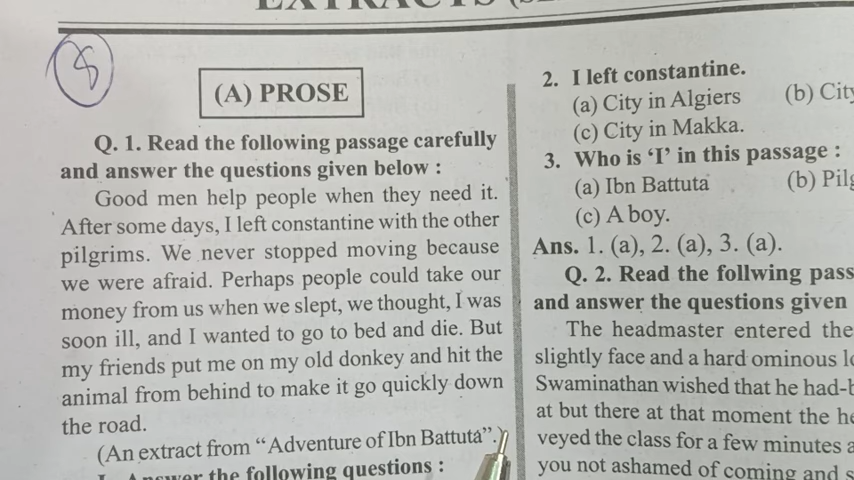 EXTRACTS
8
(A) PROSE
Q. 1. Read the following passage carefully
and answer the questions given below :
Good men help people when they need it.
After some days, I left constantine with the other
pilgrims. We never stopped moving because
we were afraid. Perhaps people could take our
money from us when we slept, we thought, I was
soon ill, and I wanted to go to bed and die. But
my friends put me on my old donkey and hit the
animal from behind to make it go quickly down
the road.
(An extract from “Adventure of Ibn Battuta”.)
I. Answer the following questions :
2. I left constantine.
(a) City in Algiers (b) City
(c) City in Makka.
3. Who is ‘I’ in this passage :
(a) Ibn Battuta (b)
(c) A boy.
Ans. 1. (a), 2. (a), 3. (a).
Q. 2. Read the follwing pass
and answer the questions given
The headmaster entered the
slightly face and a hard ominous
Swaminathan wished that he had-
at but there at that moment the
veyed the class for a few minutes
you not ashamed of coming and